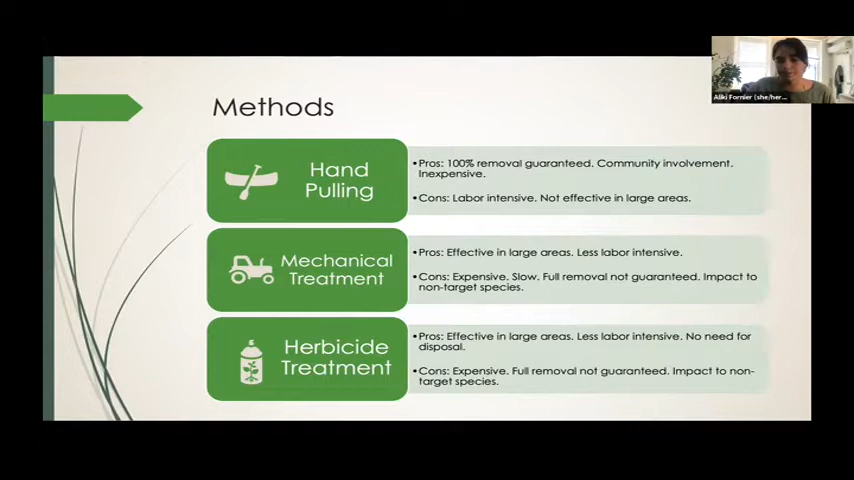 Methods
Hand
Pulling
•Pros: 100% removal guaranteed. Community involvement.
Inexpensive.
•Cons: Labor intensive. Not effective in large areas.
Mechanical
Treatment
•Pros: Effective in large areas. Less labor intensive.
•Cons: Expensive. Slow. Full removal not guaranteed. Impact to
non-target species.
Herbicide
Treatment
•Pros: Effective in large areas. Less labor intensive. No need for
disposal.
•Cons: Expensive. Full removal not guaranteed. Impact to non-
target species.
Aliki Fornier (she/her...